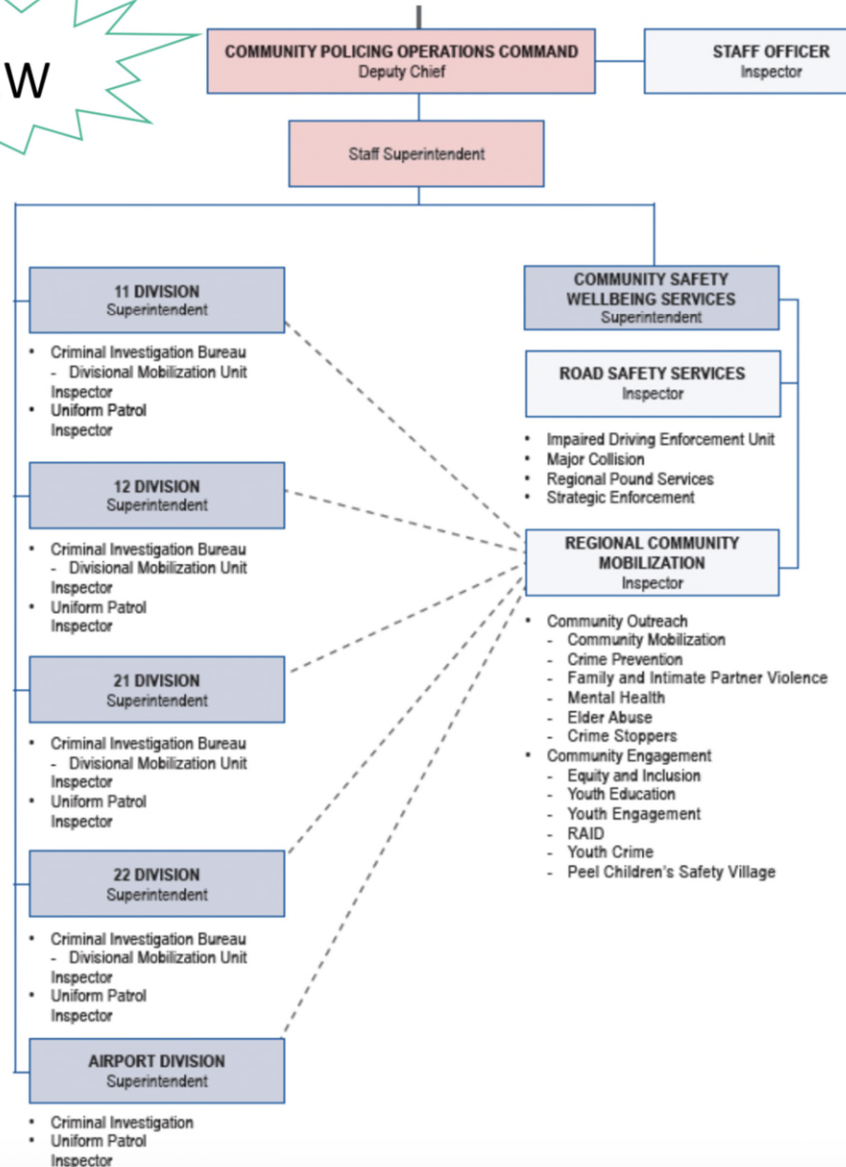 W
COMMUNITY POLICING OPERATIONS COMMAND
Deputy Chief
STAFF OFFICER
Inspector
Staff Superintendent
11 DIVISION
Superintendent
• Criminal Investigation Bureau
- Divisional Mobilization Unit
Inspector
• Uniform Patrol
Inspector
12 DIVISION
Superintendent
• Criminal Investigation Bureau
- Divisional Mobilization Unit
Inspector
• Uniform Patrol
Inspector
21 DIVISION
Superintendent
• Criminal Investigation Bureau
- Divisional Mobilization Unit
Inspector
• Uniform Patrol
Inspector
22 DIVISION
Superintendent
• Criminal Investigation Bureau
- Divisional Mobilization Unit
Inspector
• Uniform Patrol
Inspector
AIRPORT DIVISION
Superintendent
• Criminal Investigation
• Uniform Patrol
Inspector
COMMUNITY SAFETY
WELLBEING SERVICES
Superintendent
ROAD SAFETY SERVICES
Inspector
• Impaired Driving Enforcement Unit
• Major Collision
• Regional Pound Services
• Strategic Enforcement
REGIONAL COMMUNITY
MOBILIZATION
Inspector
• Community Outreach
- Community Mobilization
- Crime Prevention
- Family and Intimate Partner Violence
- Mental Health
- Elder Abuse
- Crime Stoppers
• Community Engagement
- Equity and Inclusion
- Youth Education
- Youth Engagement
- RAID
- Youth Crime
- Peel Children's Safety Village